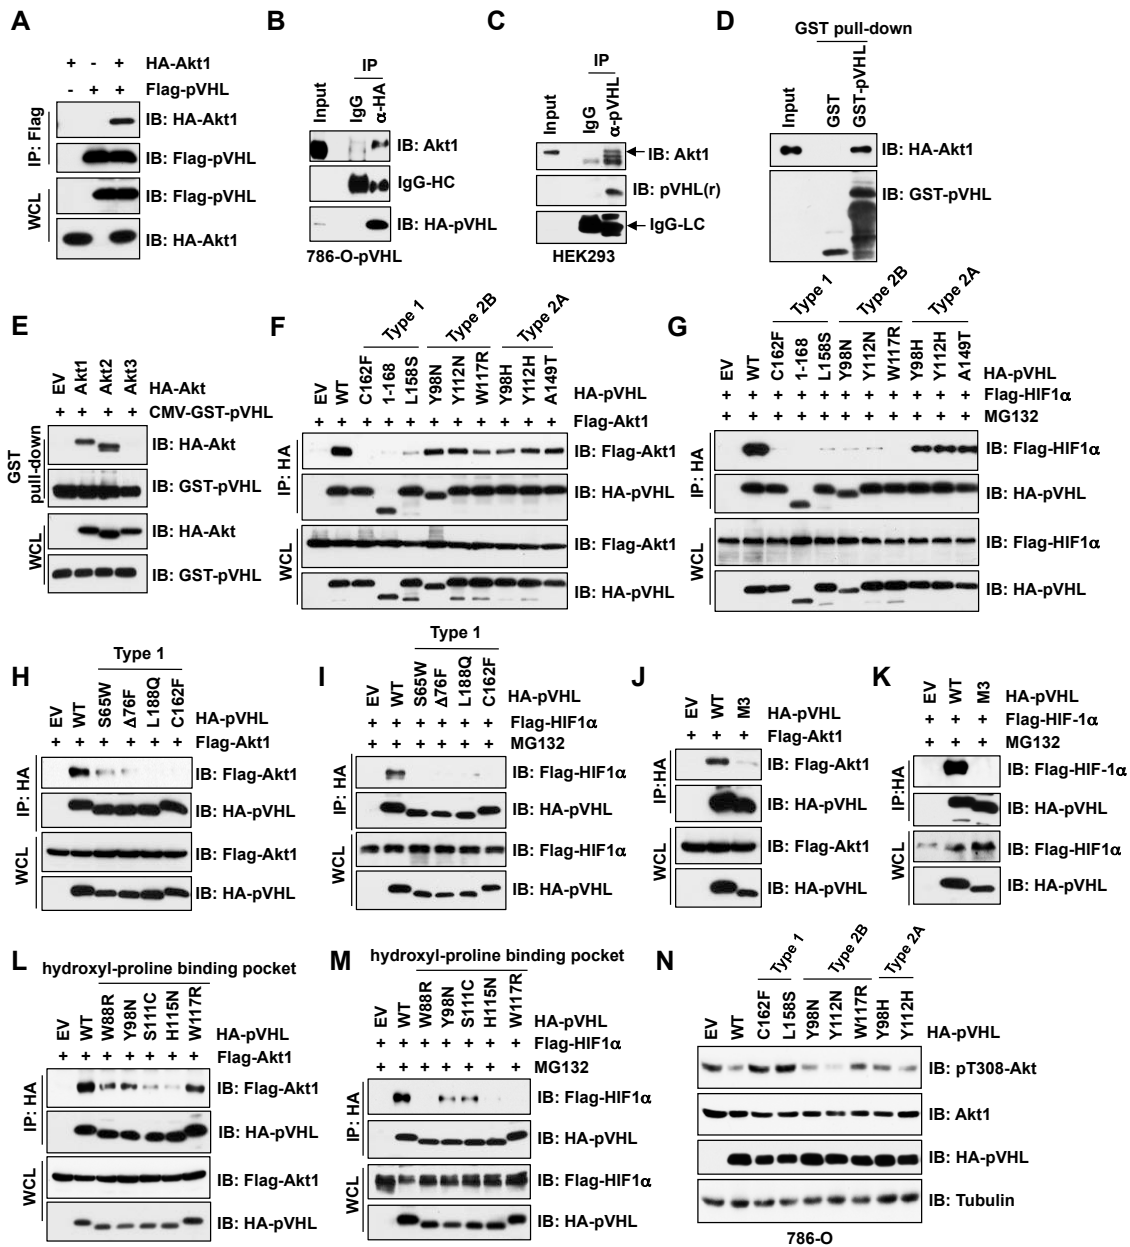 A
+ - + HA-Akt1
- + + Flag-pVHL
IP: Flag
IB: HA-Akt1
IB: Flag-pVHL
WCL
IB: Flag-pVHL
IB: HA-Akt1
B
IP
Input
IgG
α-HA
IB: Akt1
IgG-HC
IB: HA-pVHL
786-O-pVHL
C
IP
Input
IgG
α-pVHL
IB: Akt1
IB: pVHL(r)
IgG-LC
HEK293
D
GST pull-down
Input
GST
GST-pVHL
IB: HA-Akt1
IB: GST-pVHL
E
EV
Akt1
Akt2
Akt3
HA-Akt
+ + + + CMV-GST-pVHL
GST
pull-down
IB: HA-Akt
IB: GST-pVHL
WCL
IB: HA-Akt
IB: GST-pVHL
F
Type 1
Type 2B
Type 2A
EV
WT
C162F
1-168
L158S
Y98N
Y112N
W117R
Y98H
Y112H
A149T
HA-pVHL
+ + + + + + + + + + + Flag-Akt1
IP: HA
IB: Flag-Akt1
IB: HA-pVHL
WCL
IB: Flag-Akt1
IB: HA-pVHL
G
Type 1
Type 2B
Type 2A
EV
WT
C162F
1-168
L158S
Y98N
Y112N
W117R
Y98H
Y112H
A149T
HA-pVHL
+ + + + + + + + + + + Flag-HIF1α
+ + + + + + + + + + + MG132
IP: HA
IB: Flag-HIF1α
IB: HA-pVHL
WCL
IB: Flag-HIF1α
IB: HA-pVHL
H
Type 1
EV
WT
S65W
Δ76F
L188Q
C162F
HA-pVHL
+ + + + + + Flag-Akt1
IP: HA
IB: Flag-Akt1
IB: HA-pVHL
WCL
IB: Flag-Akt1
IB: HA-pVHL
I
Type 1
EV
WT
S65W
Δ76F
L188Q
C162F
HA-pVHL
+ + + + + + Flag-HIF1α
+ + + + + + MG132
IP: HA
IB: Flag-HIF1α
IB: HA-pVHL
WCL
IB: Flag-HIF1α
IB: HA-pVHL
J
EV
WT
M3
HA-pVHL
+ + + Flag-Akt1
IP:HA
IB: Flag-Akt1
IB: HA-pVHL
WCL
IB: Flag-Akt1
IB: HA-pVHL
K
EV
WT
M3
HA-pVHL
+ + + Flag-HIF-1α
+ + + MG132
IP:HA
IB: Flag-HIF-1α
IB: HA-pVHL
WCL
IB: Flag-HIF1α
IB: HA-pVHL
L
hydroxyl-proline binding pocket
EV
WT
W88R
Y98N
S111C
H115N
W117R
HA-pVHL
+ + + + + + + Flag-Akt1
IP: HA
IB: Flag-Akt1
IB: HA-pVHL
WCL
IB: Flag-Akt1
IB: HA-pVHL
M
hydroxyl-proline binding pocket
EV
WT
W88R
Y98N
S111C
H115N
W117R
HA-pVHL
+ + + + + + + Flag-HIF1α
+ + + + + + + MG132
IP: HA
IB: Flag-HIF1α
IB: HA-pVHL
WCL
IB: Flag-HIF1α
IB: HA-pVHL
N
Type 1
Type 2B
Type 2A
EV
WT
C162F
L158S
Y98N
Y112N
W117R
Y98H
Y112H
HA-pVHL
IB: pT308-Akt
IB: Akt1
IB: HA-pVHL
IB: Tubulin
786-O